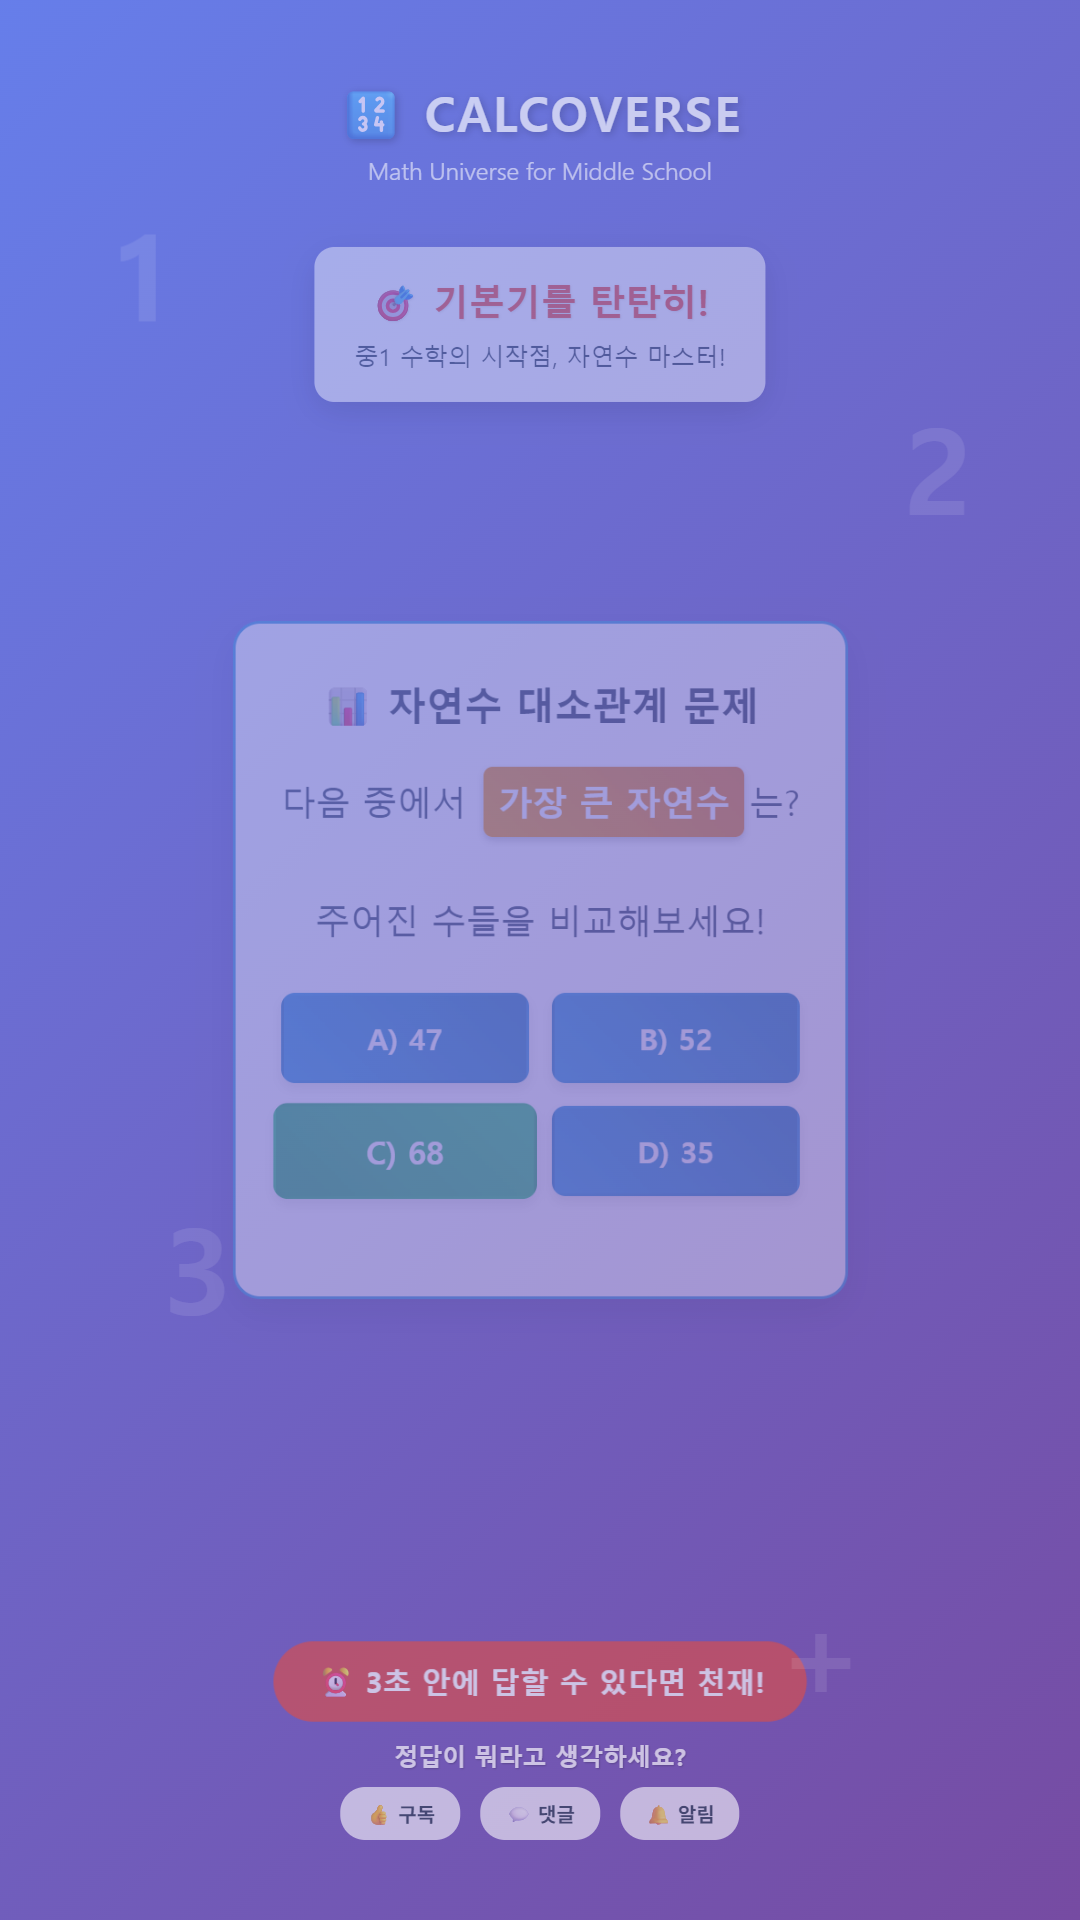 🔢 CALCOVERSE
Math Universe for Middle School
1
🎯 기본기를 탄탄히!
중1 수학의 시작점, 자연수 마스터!
2
📊 자연수 대소관계 문제
다음 중에서 가장 큰 자연수 는?
주어진 수들을 비교해보세요!
A) 47
B) 52
C) 68
D) 35
3
⏰ 3초 안에 답할 수 있다면 천재!
+
정답이 뭐라고 생각하세요?
👍 구독
💬 댓글
🔔 알림